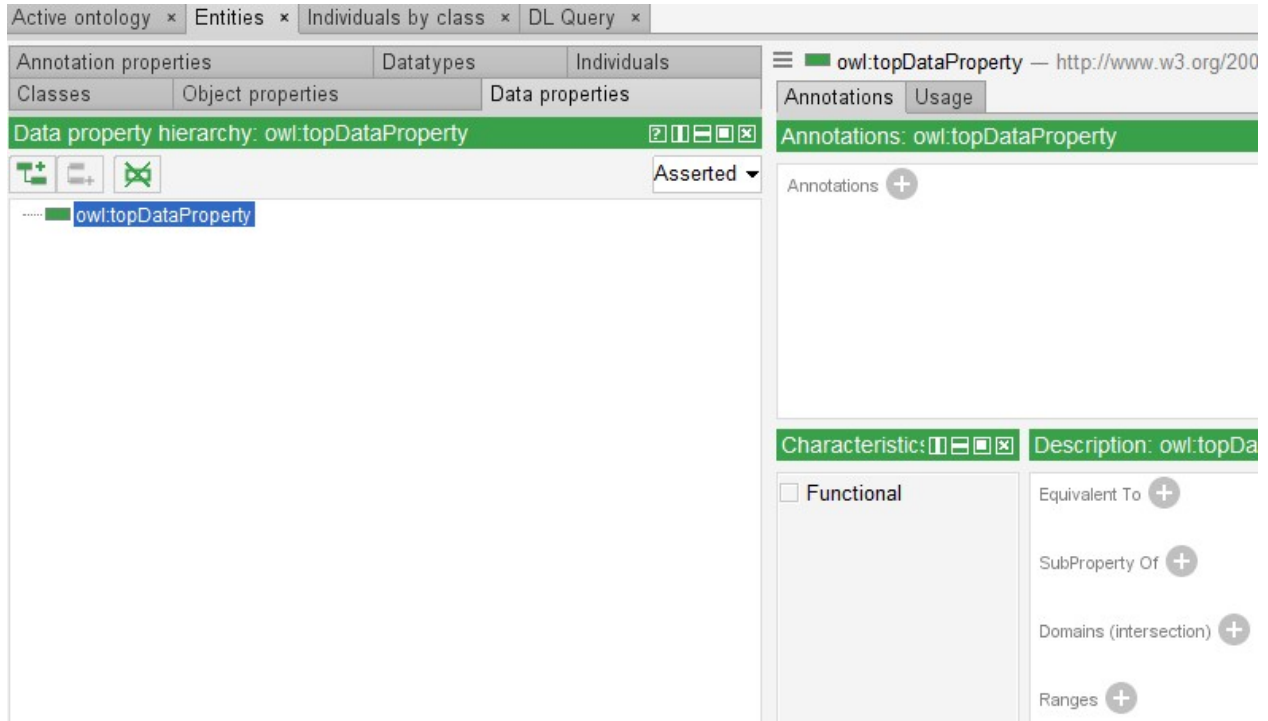 Active ontology × Entities × Individuals by class × DL Query ×
Annotation properties Datatypes Individuals
Classes Object properties Data properties
Data property hierarchy: owl:topDataProperty
Asserted
owl:topDataProperty
owl:topDataProperty — http://www.w3.org/200
Annotations Usage
Annotations: owl:topDataProperty
Annotations
Characteristics
Functional
Description: owl:topDa
Equivalent To
SubProperty Of
Domains (intersection)
Ranges